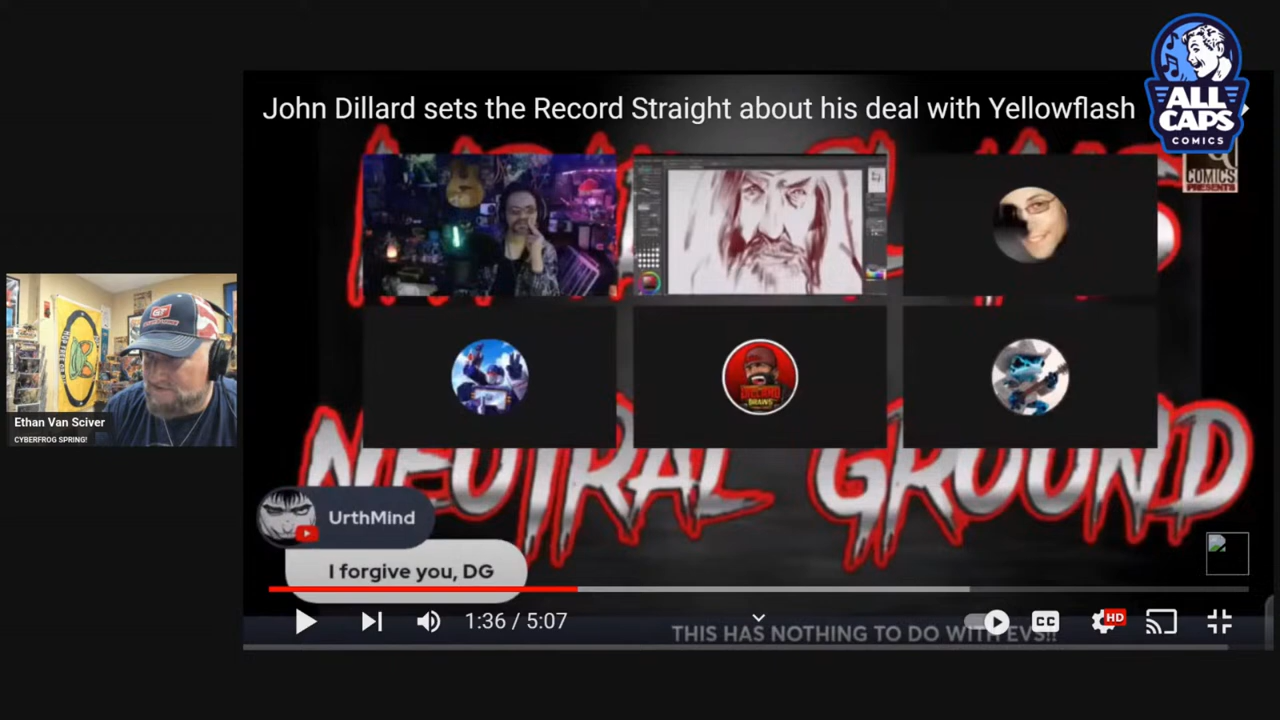 John Dillard sets the Record Straight about his deal with Yellowflash
ALL
CAPS
COMICS
COMICS
PRESENTS
NEUTRAL GROUND
Ethan Van Sciver
CYBERFROG SPRING!
UrthMind
I forgive you, DG
1:36 / 5:07
CC
HD
THIS HAS NOTHING TO DO WITH EVS!!